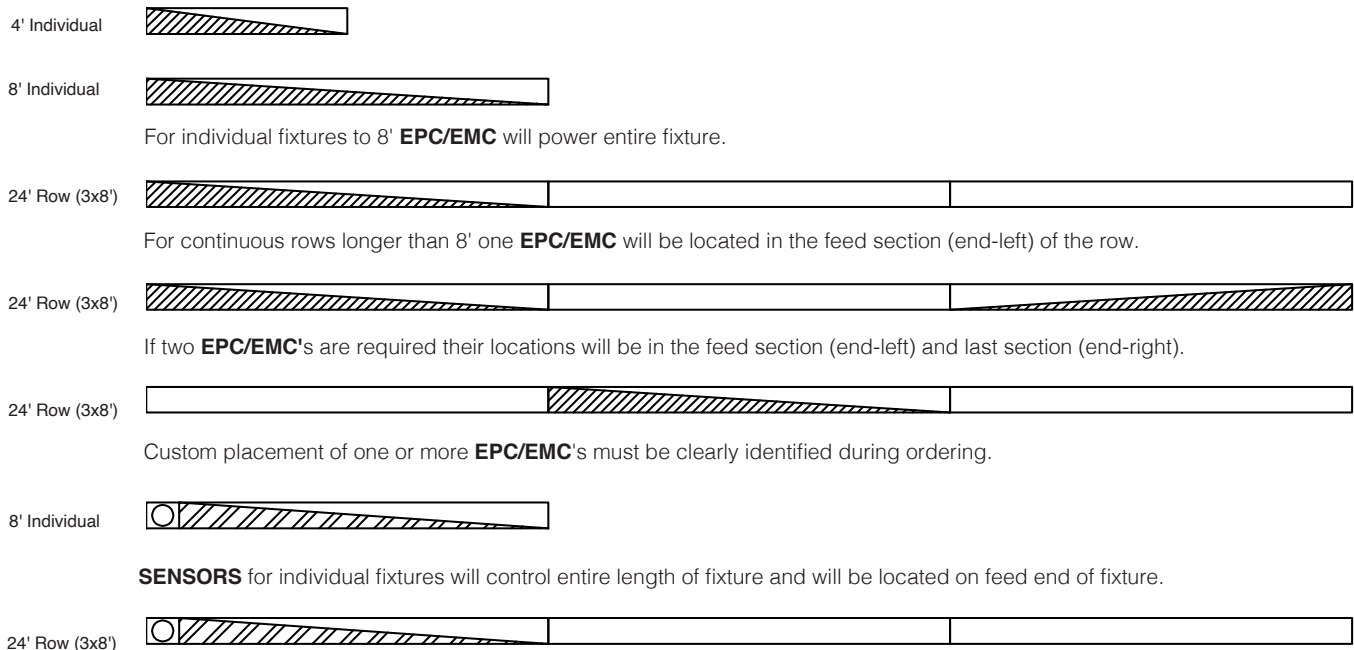 4' Individual
8' Individual
For individual fixtures to 8' EPC/EMC will power entire fixture.
24' Row (3x8')
For continuous rows longer than 8' one EPC/EMC will be located in the feed section (end-left) of the row.
24' Row (3x8')
If two EPC/EMC's are required their locations will be in the feed section (end-left) and last section (end-right).
24' Row (3x8')
Custom placement of one or more EPC/EMC's must be clearly identified during ordering.
8' Individual
SENSORS for individual fixtures will control entire length of fixture and will be located on feed end of fixture.
24' Row (3x8')